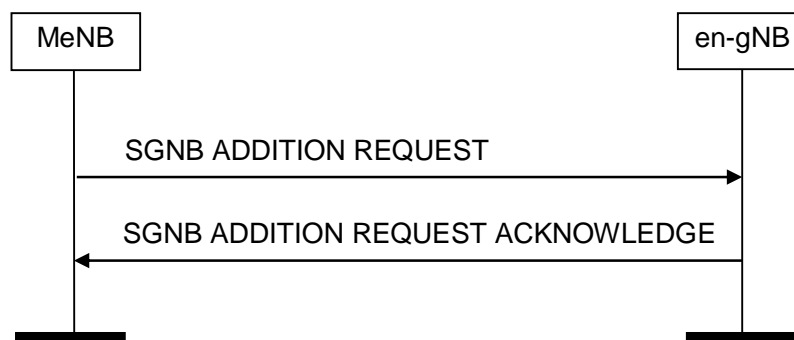 MeNB
en-gNB
SGNB ADDITION REQUEST
SGNB ADDITION REQUEST ACKNOWLEDGE